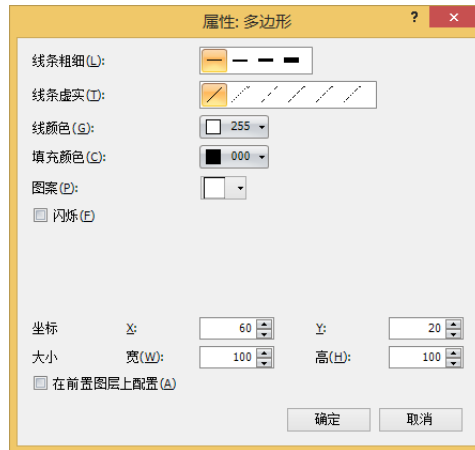 属性: 多边形
? ×
线条粗细(L):
线条虚实(T):
线颜色(G): 255
填充颜色(C): 000
图案(P):
闪烁(F)
坐标 X: 60 Y: 20
大小 宽(W): 100 高(H): 100
在前置图层上配置(A)
确定 取消